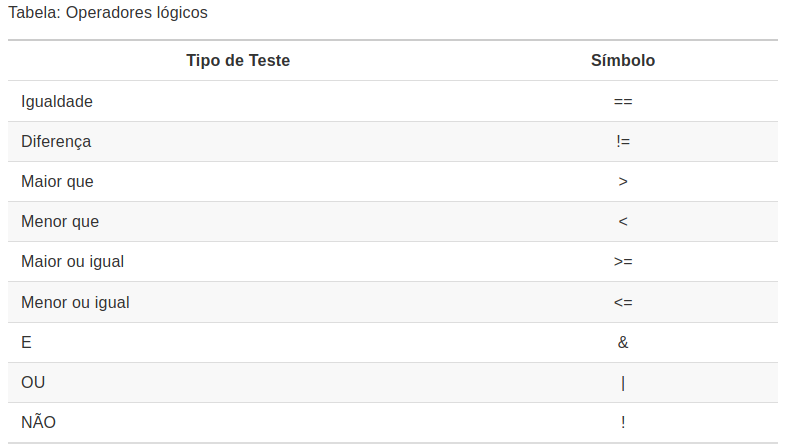 Tabela: Operadores lógicos
Tipo de Teste Símbolo
Igualdade ==
Diferença !=
Maior que >
Menor que <
Maior ou igual >=
Menor ou igual <=
E &
OU |
NÃO !